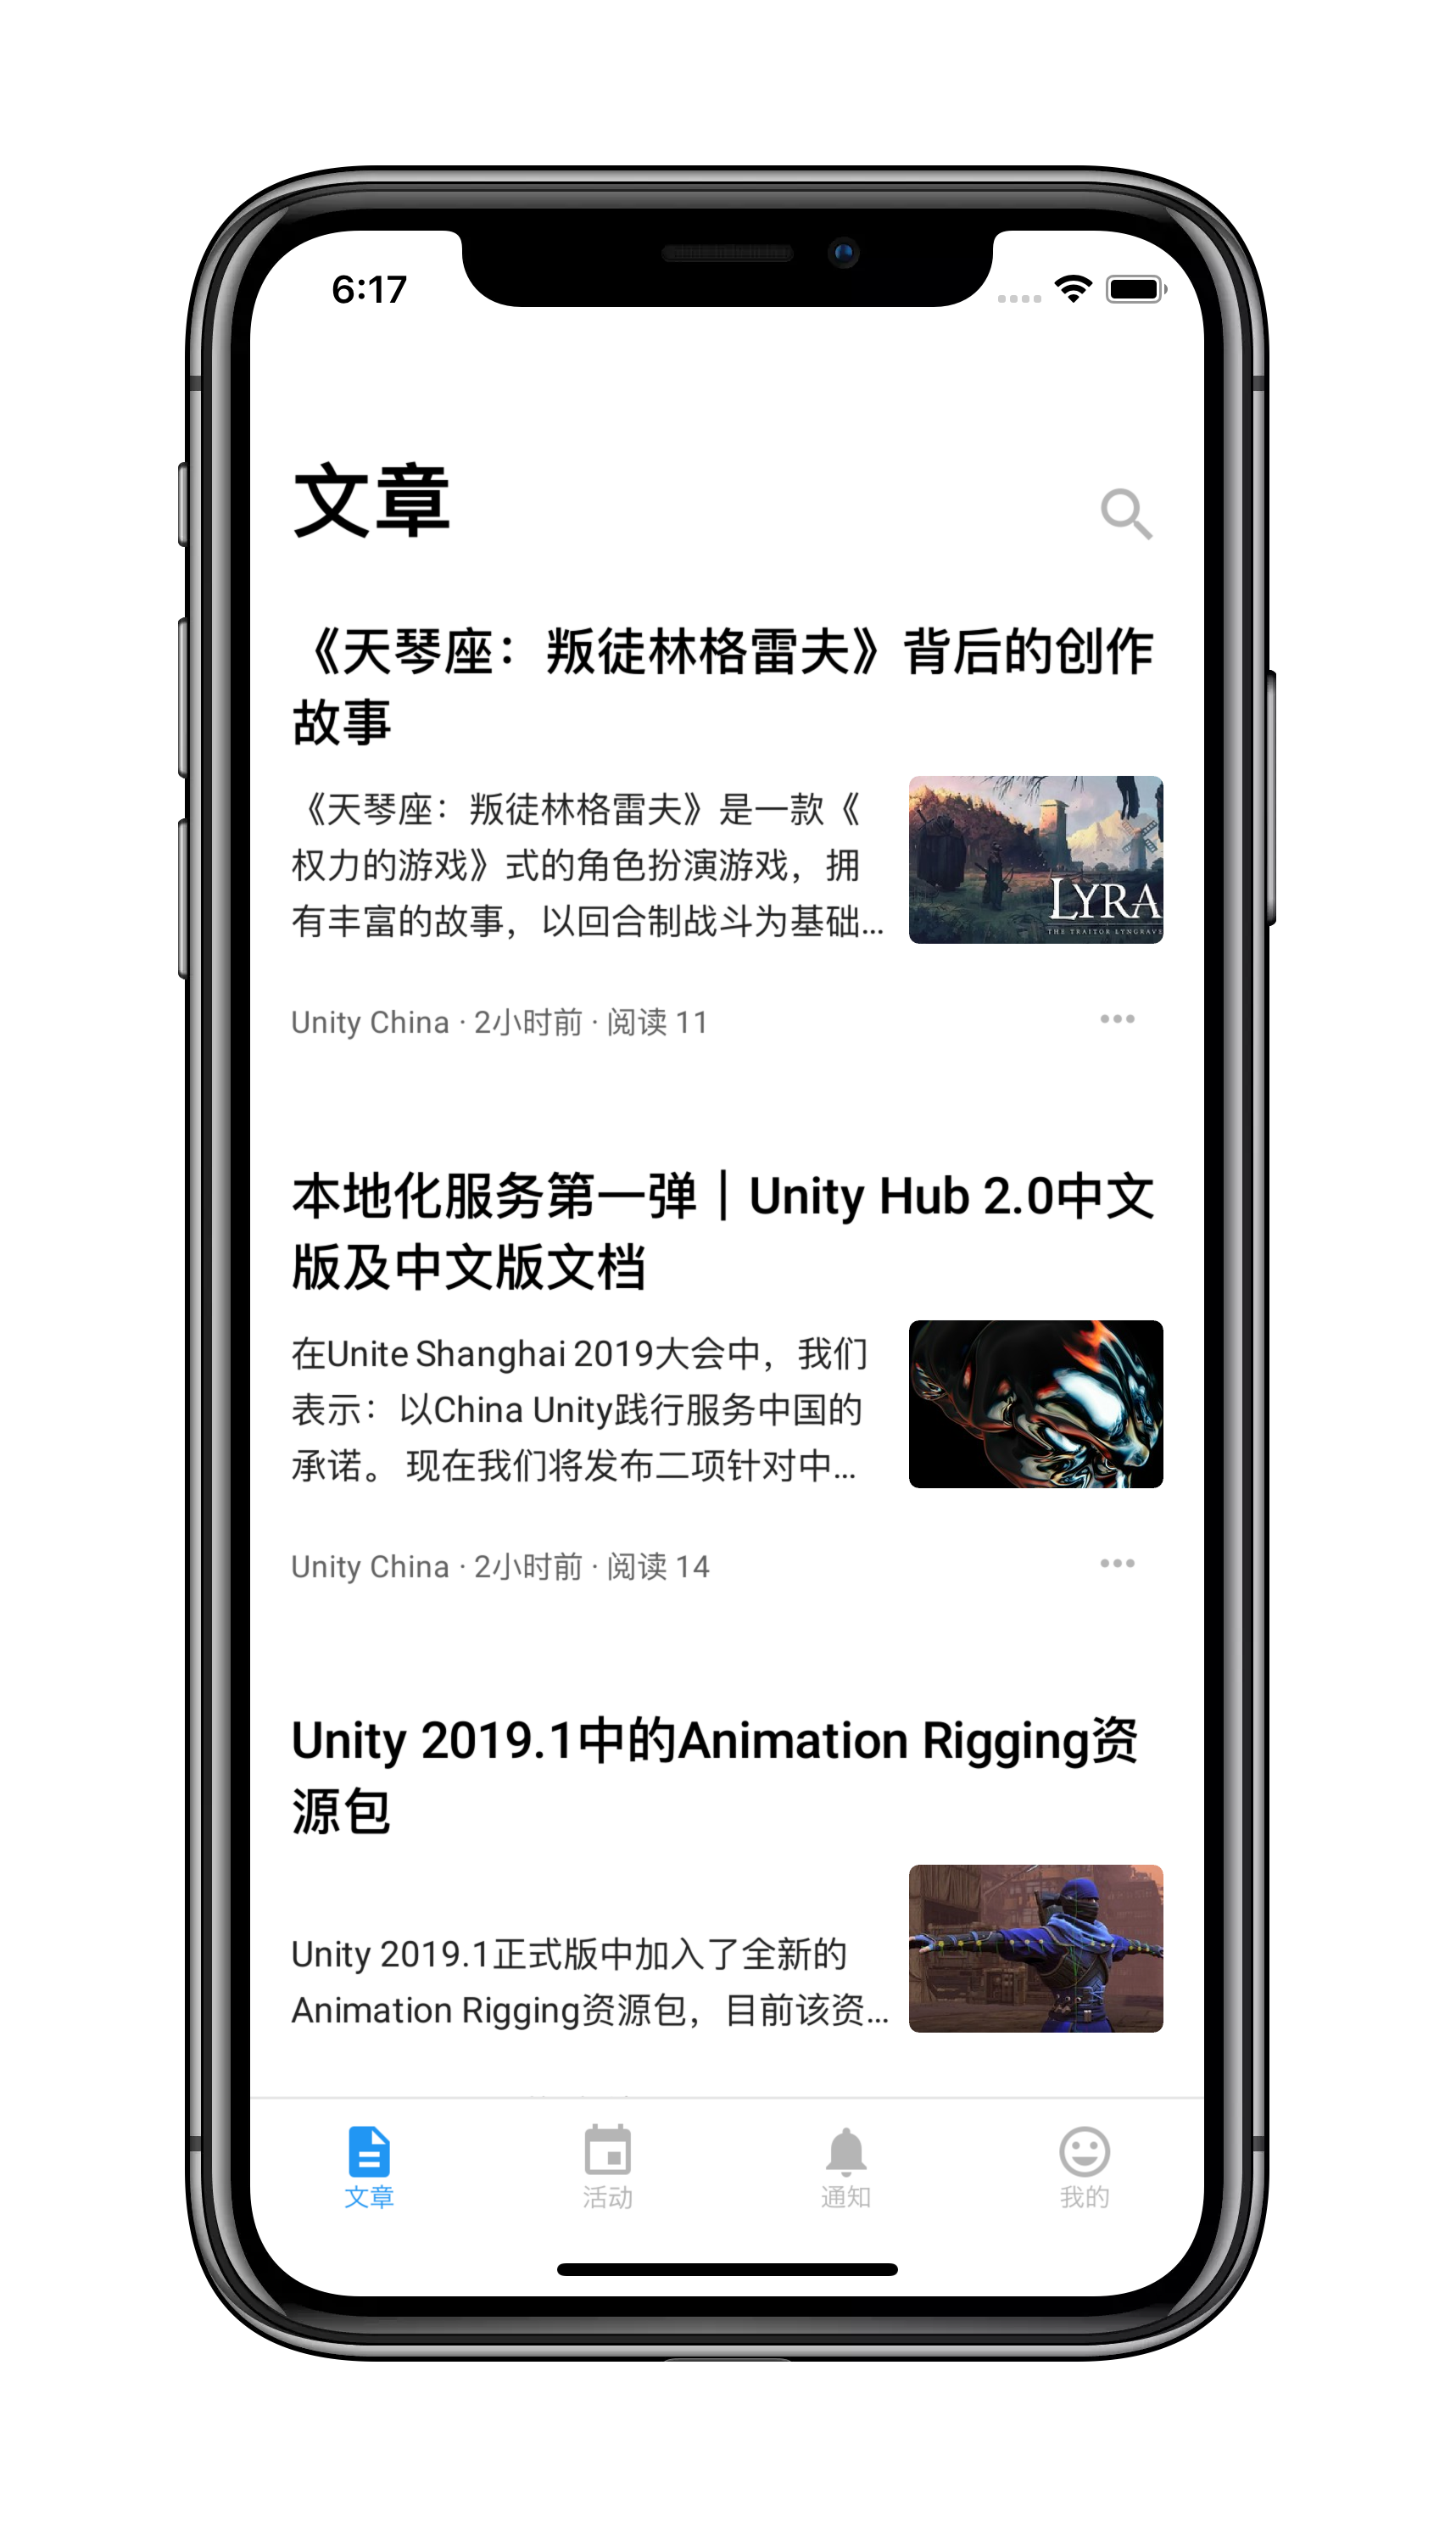 6:17
文章
《天琴座：叛徒林格雷夫》背后的创作
故事
《天琴座：叛徒林格雷夫》是一款《
权力的游戏》式的角色扮演游戏，拥
有丰富的故事，以回合制战斗为基础...
LYRA
THE TRAITOR LYNGRAVE
Unity China · 2小时前 · 阅读 11
本地化服务第一弹｜Unity Hub 2.0中文
版及中文版文档
在Unite Shanghai 2019大会中，我们
表示：以China Unity践行服务中国的
承诺。 现在我们将发布二项针对中...
Unity China · 2小时前 · 阅读 14
Unity 2019.1中的Animation Rigging资
源包
Unity 2019.1正式版中加入了全新的
Animation Rigging资源包，目前该资...
文章
活动
通知
我的